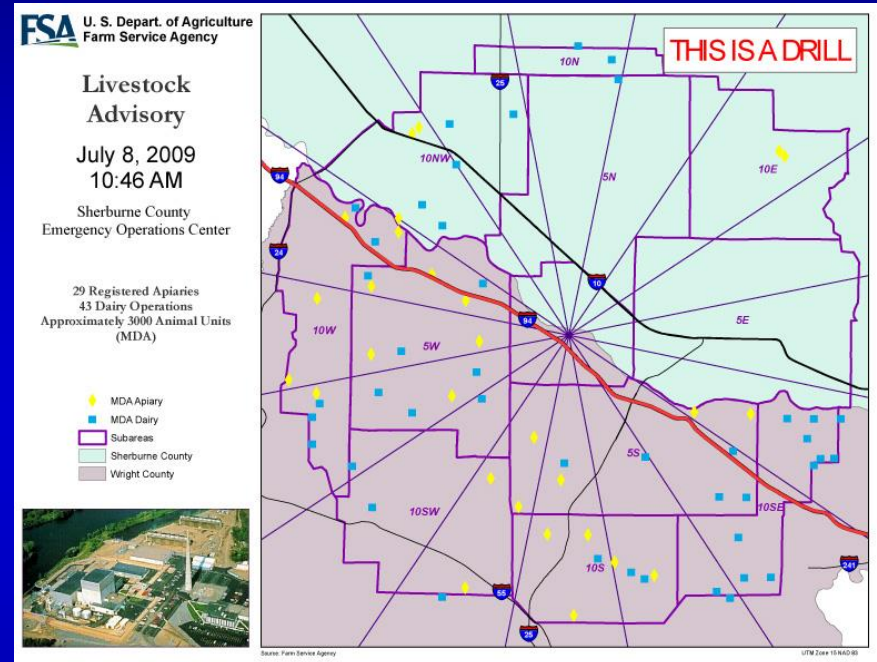 FSA U. S. Dept. of Agriculture
Farm Service Agency
Livestock
Advisory
July 8, 2009
10:46 AM
Sherburne County
Emergency Operations Center
29 Registered Apiaries
43 Dairy Operations
Approximately 3000 Animal Units
(MDA)
MDA Apiary
MDA Dairy
Subareas
Sherburne County
Wright County
THIS IS A DRILL
10N
25
10NW
5N
10E
94
24
10
10W
94
5W
5E
5S
10SW
10SE
10S
55
241
25
Source: Farm Service Agency
UTM Zone 15 NAD 83